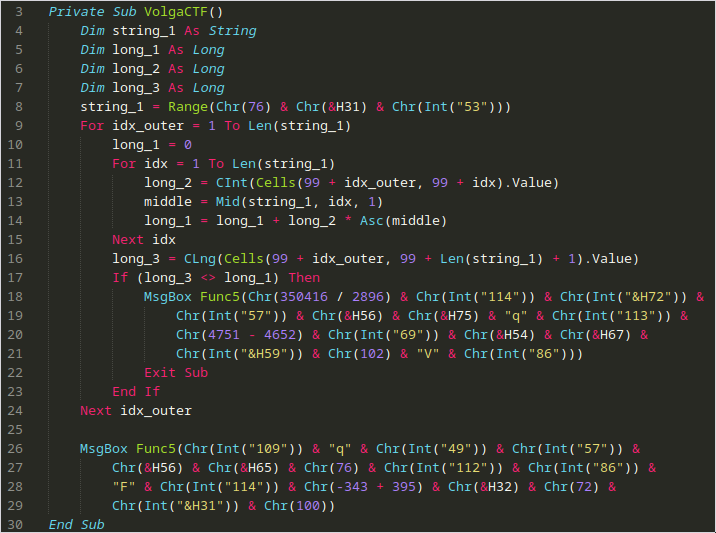 3 Private Sub VolgaCTF()
4 Dim string_1 As String
5 Dim long_1 As Long
6 Dim long_2 As Long
7 Dim long_3 As Long
8 string_1 = Range(Chr(76) & Chr(&H31) & Chr(Int("53")))
9 For idx_outer = 1 To Len(string_1)
10 long_1 = 0
11 For idx = 1 To Len(string_1)
12 long_2 = CInt(Cells(99 + idx_outer, 99 + idx).Value)
13 middle = Mid(string_1, idx, 1)
14 long_1 = long_1 + long_2 * Asc(middle)
15 Next idx
16 long_3 = CLng(Cells(99 + idx_outer, 99 + Len(string_1) + 1).Value)
17 If (long_3 <> long_1) Then
18 MsgBox Func5(Chr(350416 / 2896) & Chr(Int("114")) & Chr(Int("&H72")) &
19 Chr(Int("57")) & Chr(&H56) & Chr(&H75) & "q" & Chr(Int("113")) &
20 Chr(4751 - 4652) & Chr(Int("69")) & Chr(&H54) & Chr(&H67) &
21 Chr(Int("&H59")) & Chr(102) & "V" & Chr(Int("86")))
22 Exit Sub
23 End If
24 Next idx_outer
25
26 MsgBox Func5(Chr(Int("109")) & "q" & Chr(Int("49")) & Chr(Int("57")) &
27 Chr(&H56) & Chr(&H65) & Chr(76) & Chr(Int("112")) & Chr(Int("86")) &
28 "F" & Chr(Int("114")) & Chr(-343 + 395) & Chr(&H32) & Chr(72) &
29 Chr(Int("&H31")) & Chr(100))
30 End Sub